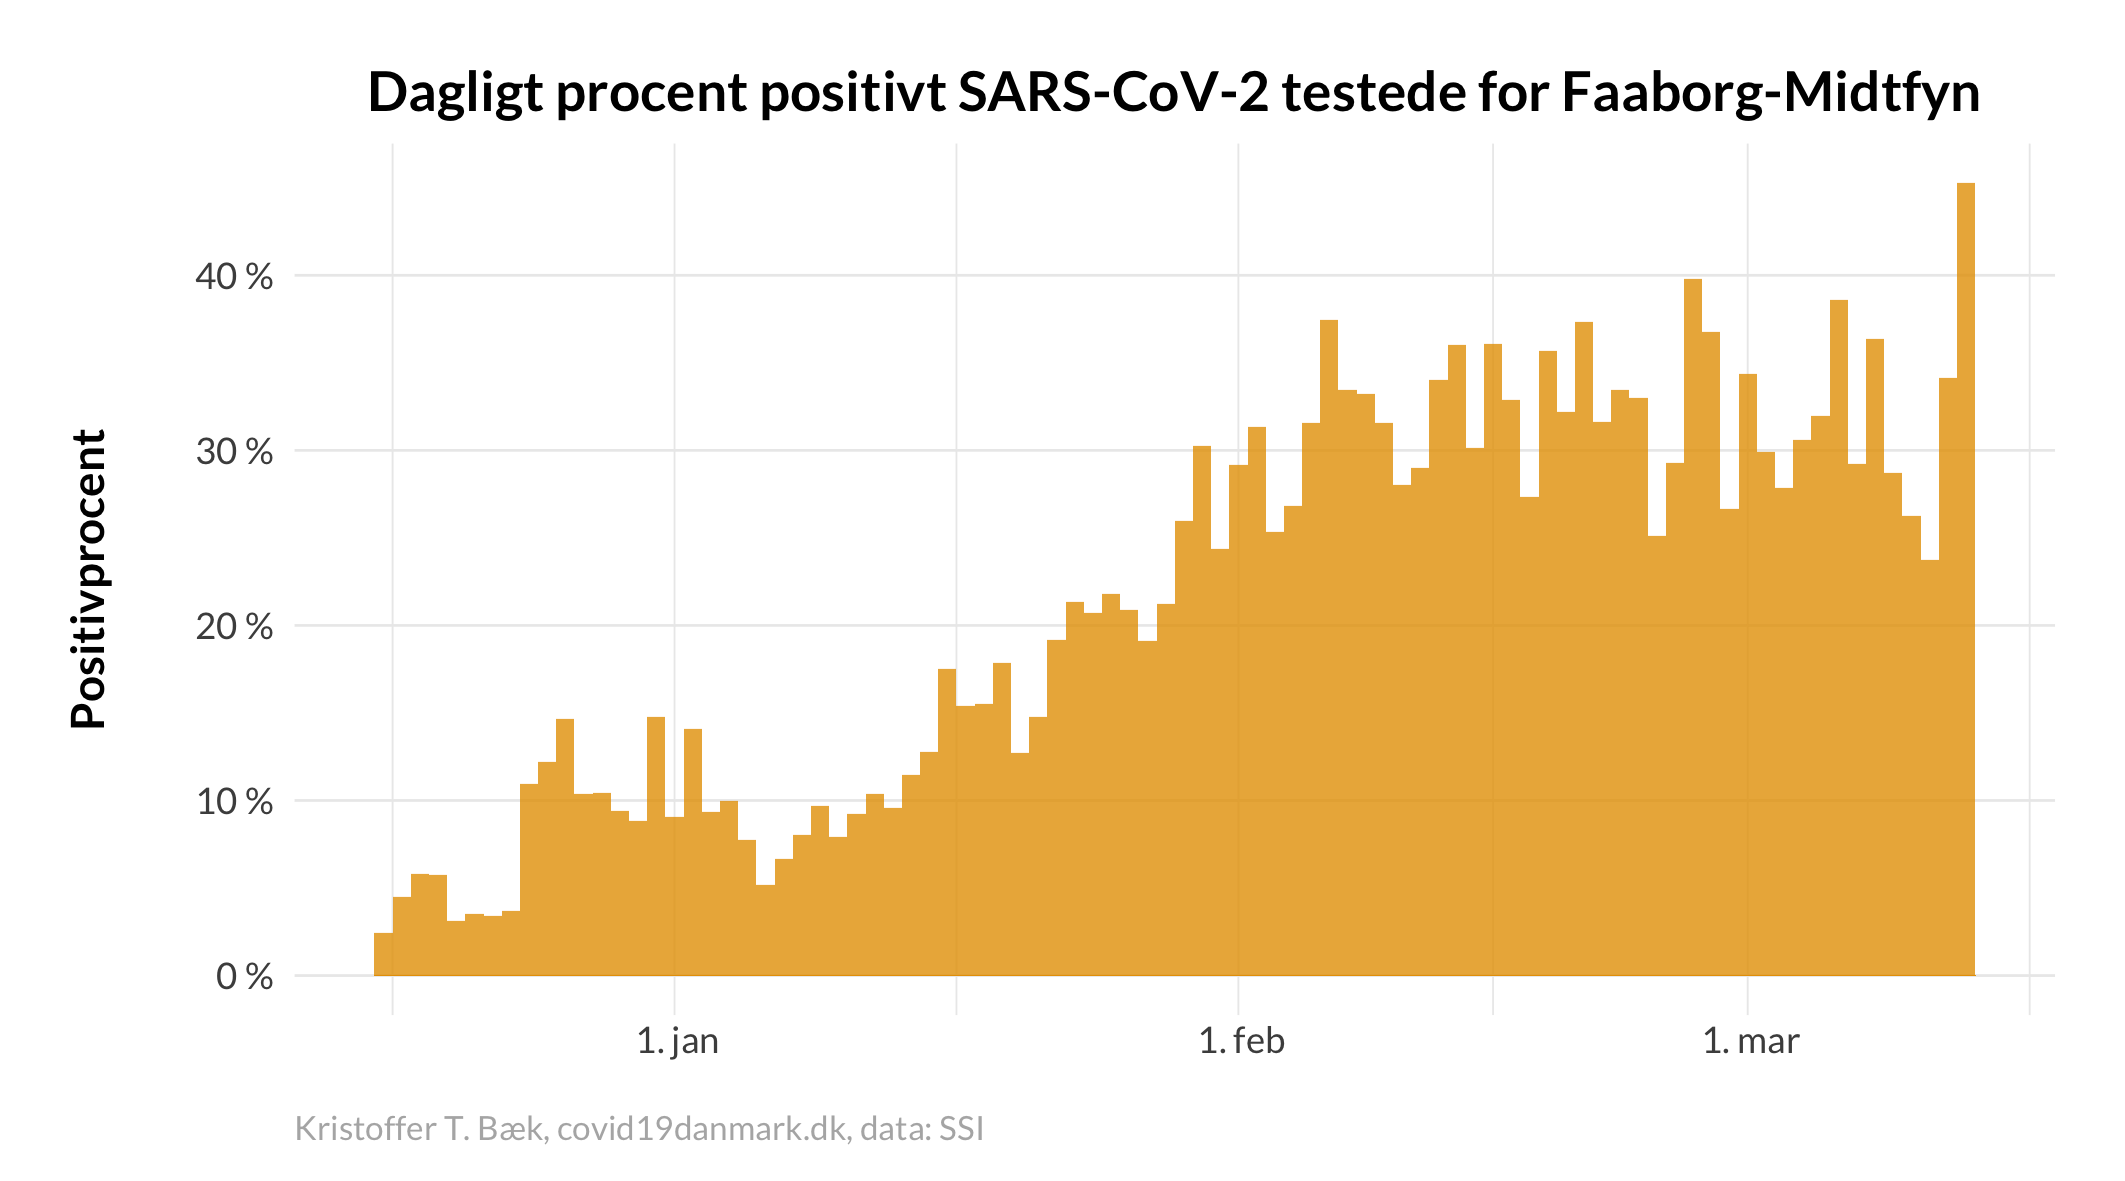 Dagligt procent positivt SARS-CoV-2 testede for Faaborg-Midtfyn
Positivprocent
40 %
30 %
20 %
10 %
0 %
1. jan
1. feb
1. mar
Kristoffer T. Bæk, covid19danmark.dk, data: SSI